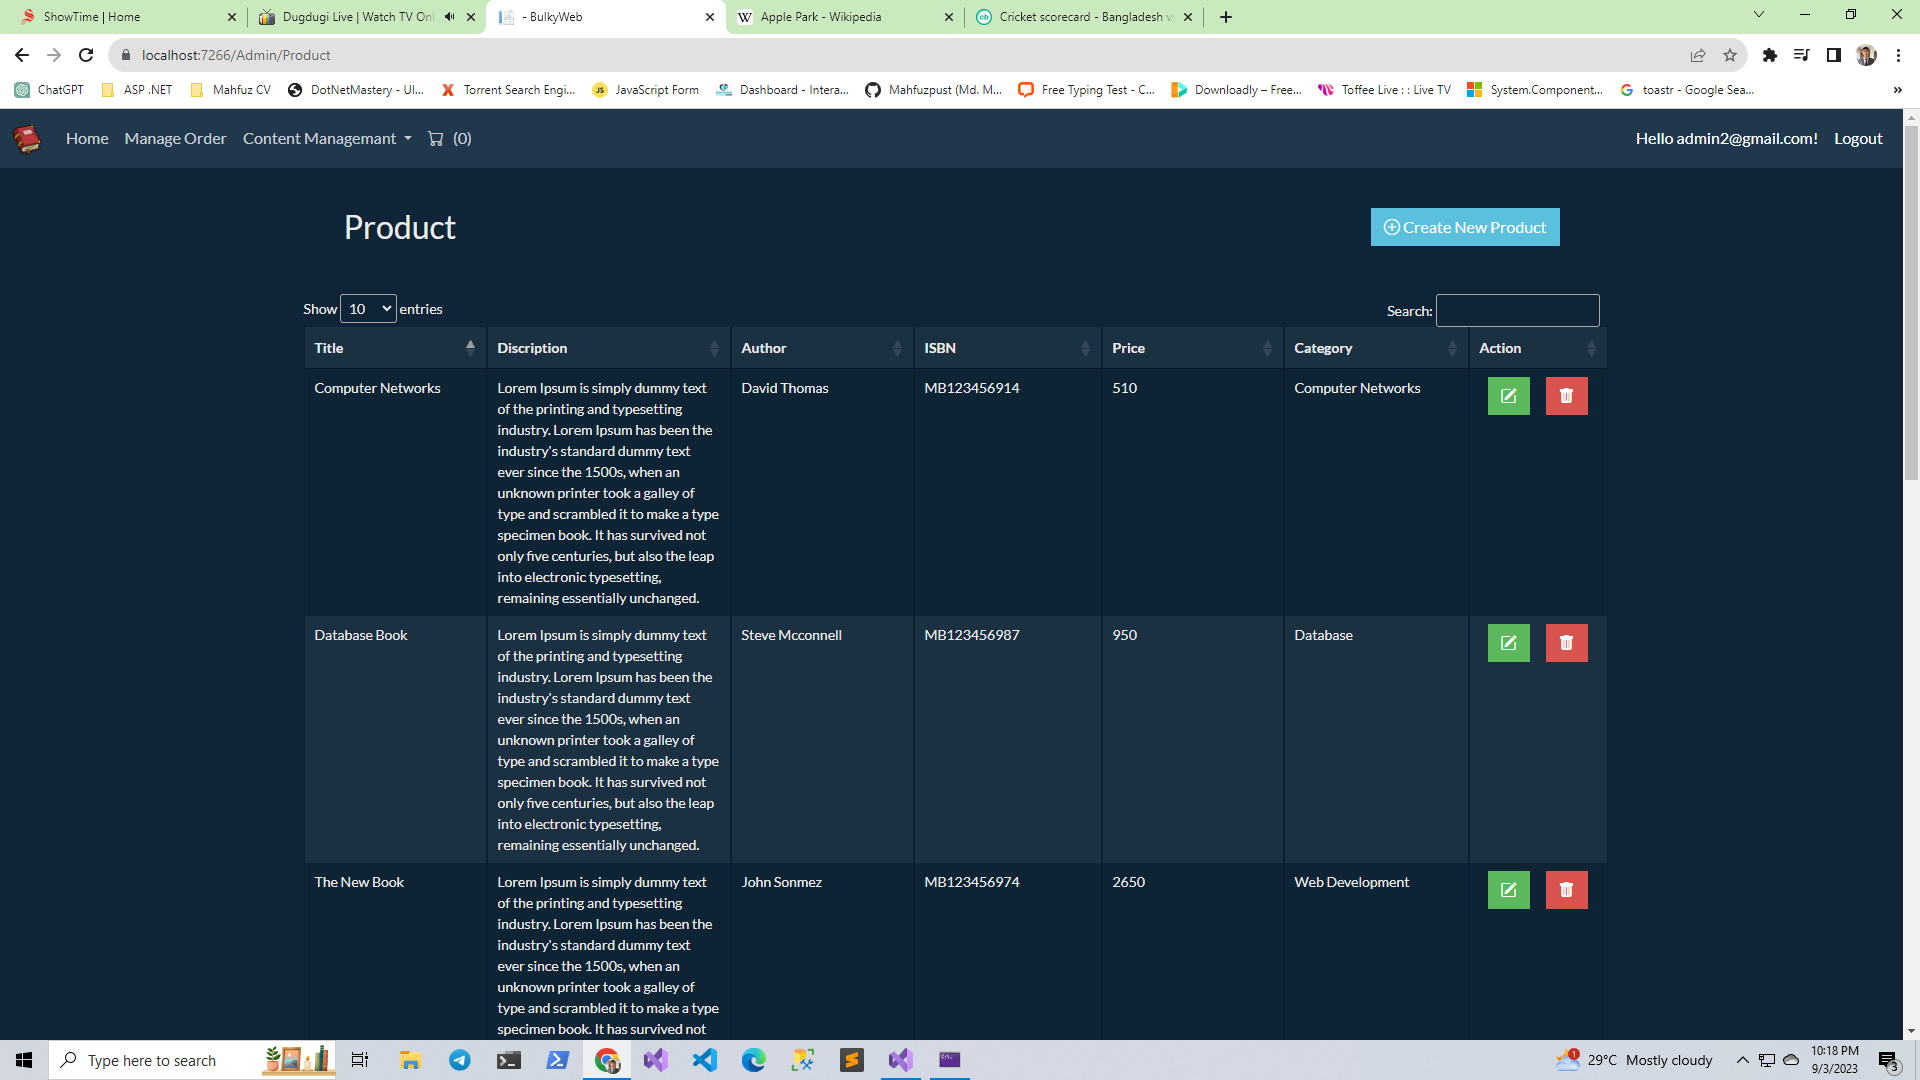 ShowTime | Home
Dugdugi Live | Watch TV Onl
- BulkyWeb
Apple Park - Wikipedia
Cricket scorecard - Bangladesh v
localhost:7266/Admin/Product
ChatGPT
ASP .NET
Mahfuz CV
DotNetMastery - UI...
Torrent Search Engi...
JavaScript Form
Dashboard - Intera...
Mahfuzpust (Md. M...
Free Typing Test - C...
Downloadly – Free...
Toffee Live : : Live TV
System.Component...
toastr - Google Sea...
»
Home Manage Order Content Managemant (0)
Hello admin2@gmail.com! Logout
Product
Create New Product
Show 10 entries
Search:
Title Discription Author ISBN Price Category Action
Computer Networks
Lorem Ipsum is simply dummy text
of the printing and typesetting
industry. Lorem Ipsum has been the
industry's standard dummy text
ever since the 1500s, when an
unknown printer took a galley of
type and scrambled it to make a type
specimen book. It has survived not
only five centuries, but also the leap
into electronic typesetting,
remaining essentially unchanged.
David Thomas
MB123456914
510
Computer Networks
Database Book
Lorem Ipsum is simply dummy text
of the printing and typesetting
industry. Lorem Ipsum has been the
industry's standard dummy text
ever since the 1500s, when an
unknown printer took a galley of
type and scrambled it to make a type
specimen book. It has survived not
only five centuries, but also the leap
into electronic typesetting,
remaining essentially unchanged.
Steve Mcconnell
MB123456987
950
Database
The New Book
Lorem Ipsum is simply dummy text
of the printing and typesetting
industry. Lorem Ipsum has been the
industry's standard dummy text
ever since the 1500s, when an
unknown printer took a galley of
type and scrambled it to make a type
specimen book. It has survived not
John Sonmez
MB123456974
2650
Web Development
Type here to search
1
29°C Mostly cloudy
10:18 PM
9/3/2023
3